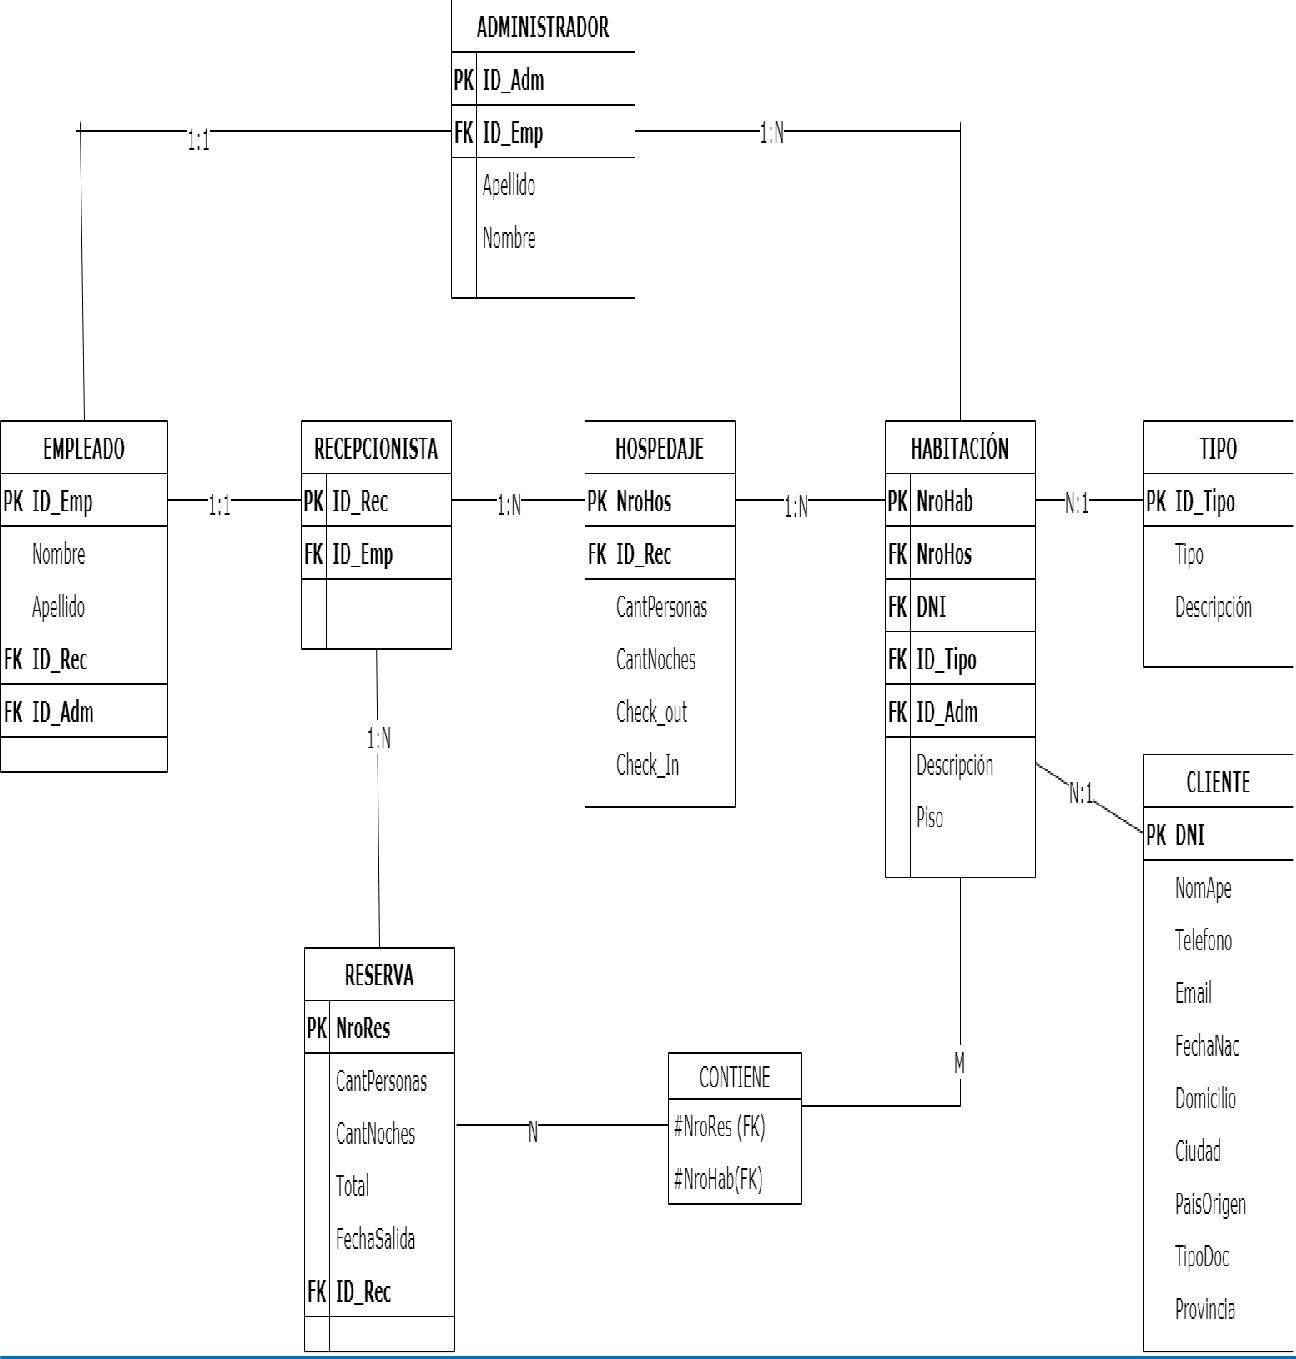 ADMINISTRADOR
PK ID_Adm
FK ID_Emp
Apellido
Nombre
1:1
1:N
EMPLEADO
PK ID_Emp
Nombre
Apellido
FK ID_Rec
FK ID_Adm
1:1
RECEPCIONISTA
PK ID_Rec
FK ID_Emp
1:N
HOSPEDAJE
PK NroHos
FK ID_Rec
CantPersonas
CantNoches
Check_out
Check_In
1:N
HABITACIÓN
PK NroHab
FK NroHos
FK DNI
FK ID_Tipo
FK ID_Adm
Descripción
Piso
N:1
TIPO
PK ID_Tipo
Tipo
Descripción
1:N
N:1
CLIENTE
PK DNI
NomApe
Telefono
Email
FechaNac
Domicilio
Ciudad
PaisOrigen
TipoDoc
Provincia
RESERVA
PK NroRes
CantPersonas
CantNoches
Total
FechaSalida
FK ID_Rec
N
CONTIENE
#NroRes (FK)
#NroHab(FK)
M